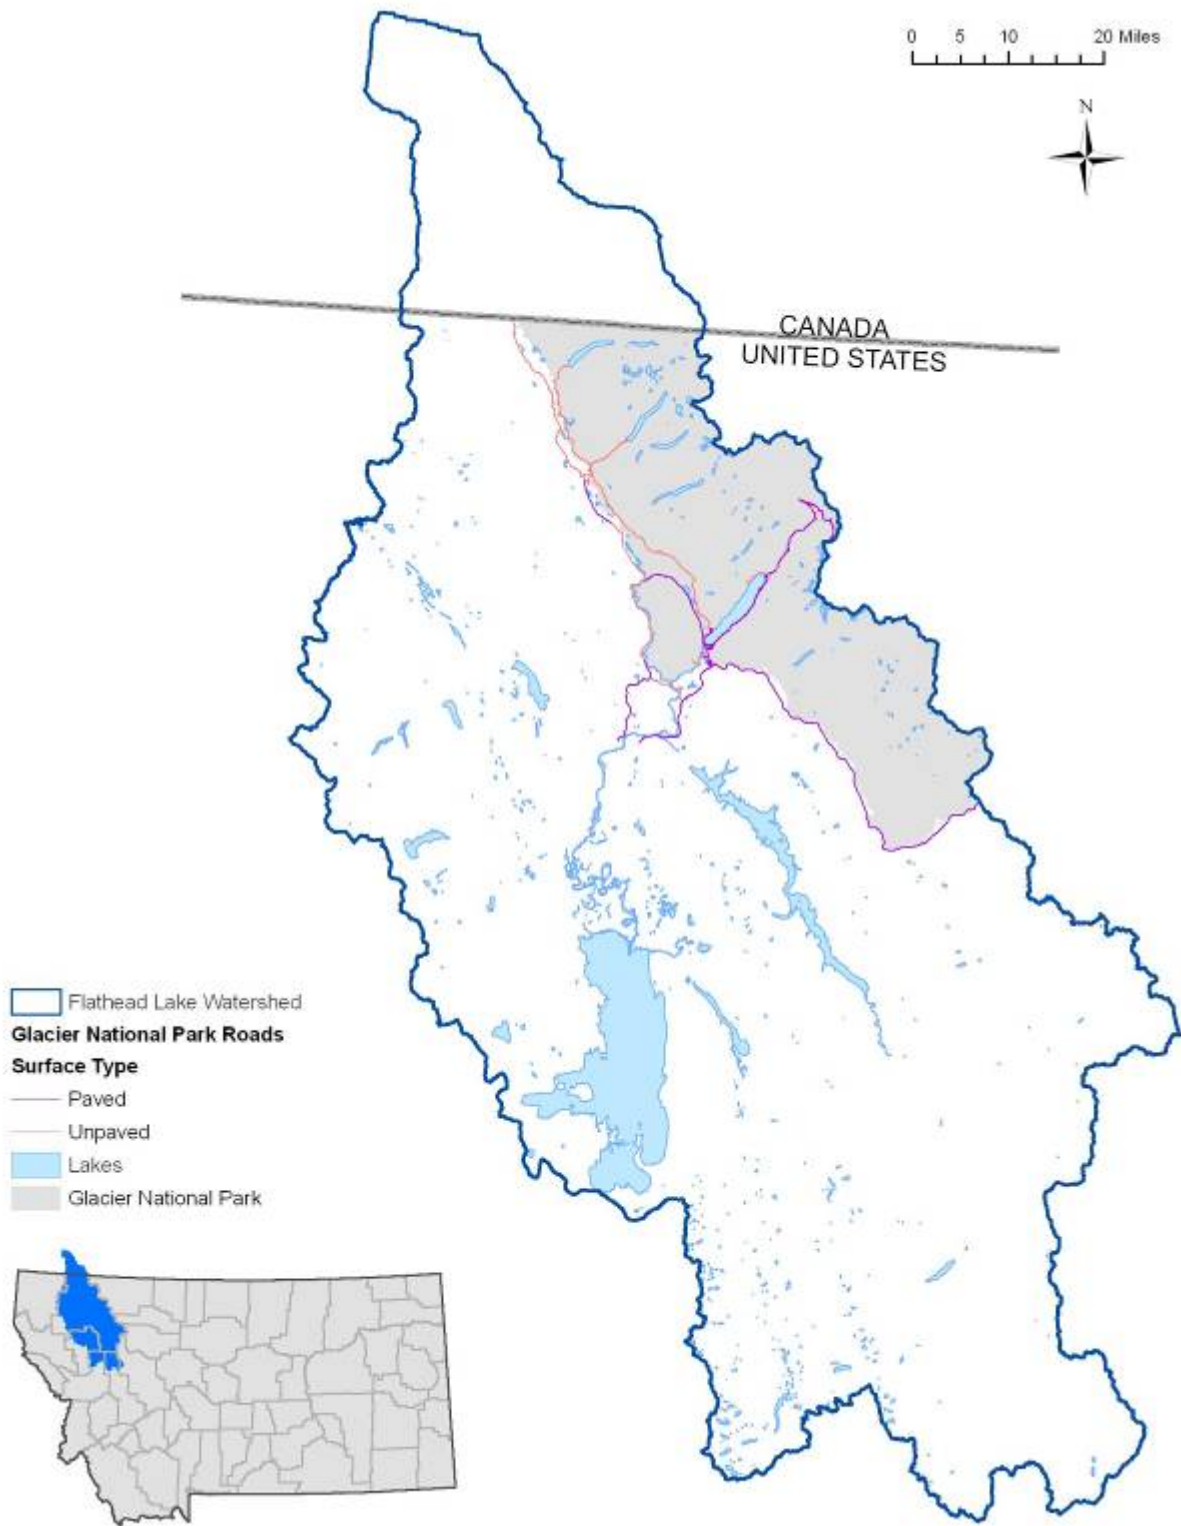 0 5 10 20 Miles
N
CANADA
UNITED STATES
Flathead Lake Watershed
Glacier National Park Roads
Surface Type
Paved
Unpaved
Lakes
Glacier National Park